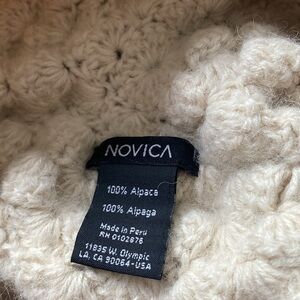 NOVICA
100% Alpaca
100% Alpaga
Made in Peru
RN 0102876
11835 W. Olympic
LA, CA 90064-USA